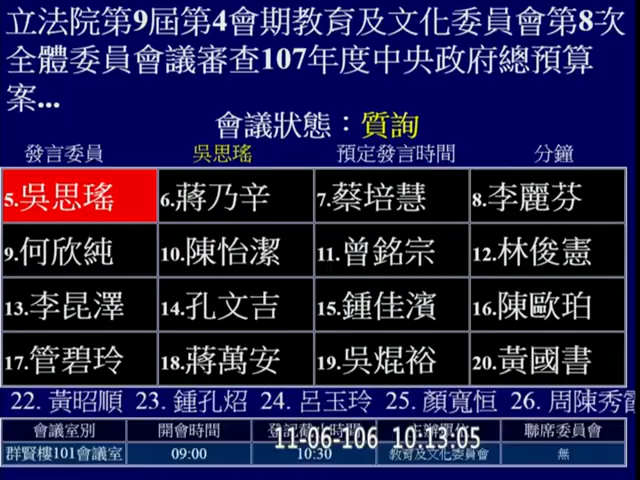 立法院第9屆第4會期教育及文化委員會第8次
全體委員會議審查107年度中央政府總預算
案...
會議狀態：質詢
發言委員 吳思瑤 預定發言時間 分鐘
5.吳思瑤 6.蔣乃辛 7.蔡培慧 8.李麗芬
9.何欣純 10.陳怡潔 11.曾銘宗 12.林俊憲
13.李昆澤 14.孔文吉 15.鍾佳濱 16.陳歐珀
17.管碧玲 18.蔣萬安 19.吳焜裕 20.黃國書
22. 黃昭順 23. 鍾孔炤 24. 呂玉玲 25. 顏寬恒 26. 周陳秀
會議室別 開會時間 登記截止時間 聯席委員會
11-06-106 10:13:05
群賢樓101會議室 09:00 10:30 教育及文化委員會 無